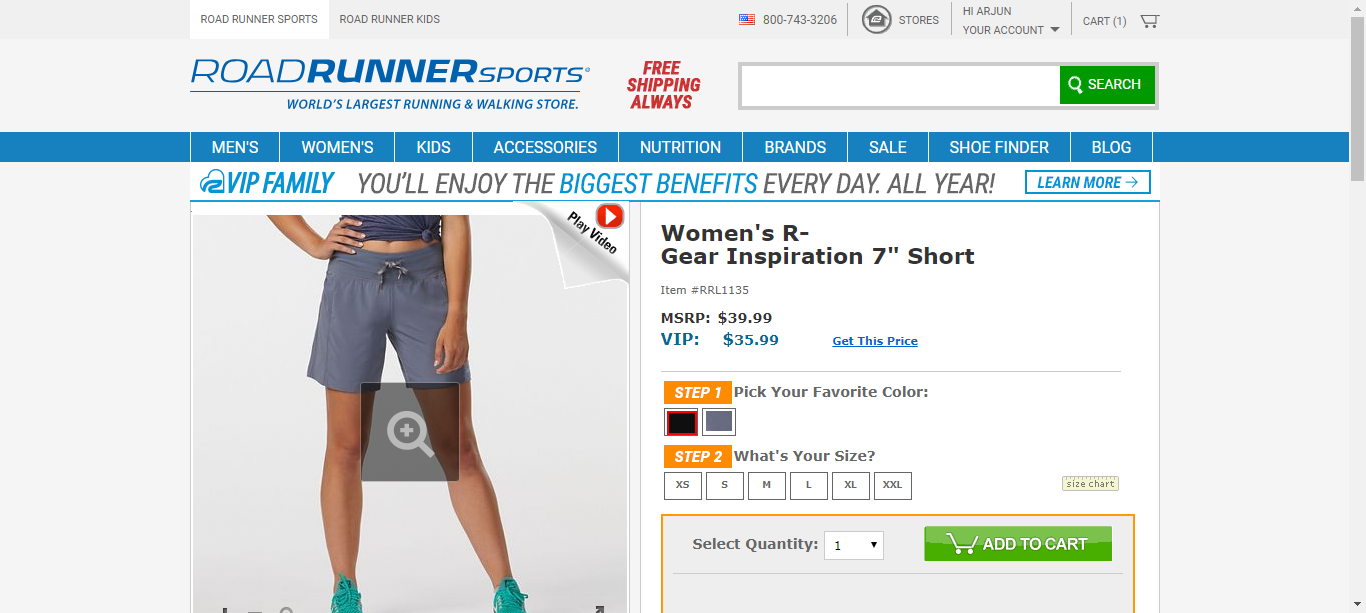 ROAD RUNNER SPORTS
ROAD RUNNER KIDS
800-743-3206
STORES
HI ARJUN
YOUR ACCOUNT
CART (1)
ROADRUNNERSPORTS®
WORLD'S LARGEST RUNNING & WALKING STORE.
FREE
SHIPPING
ALWAYS
SEARCH
MEN'S
WOMEN'S
KIDS
ACCESSORIES
NUTRITION
BRANDS
SALE
SHOE FINDER
BLOG
VIP FAMILY YOU'LL ENJOY THE BIGGEST BENEFITS EVERY DAY. ALL YEAR! LEARN MORE →
Play Video
Women's R-
Gear Inspiration 7" Short
Item #RRL1135
MSRP: $39.99
VIP: $35.99 Get This Price
STEP 1 Pick Your Favorite Color:
STEP 2 What's Your Size?
XS S M L XL XXL size chart
Select Quantity: 1 ADD TO CART